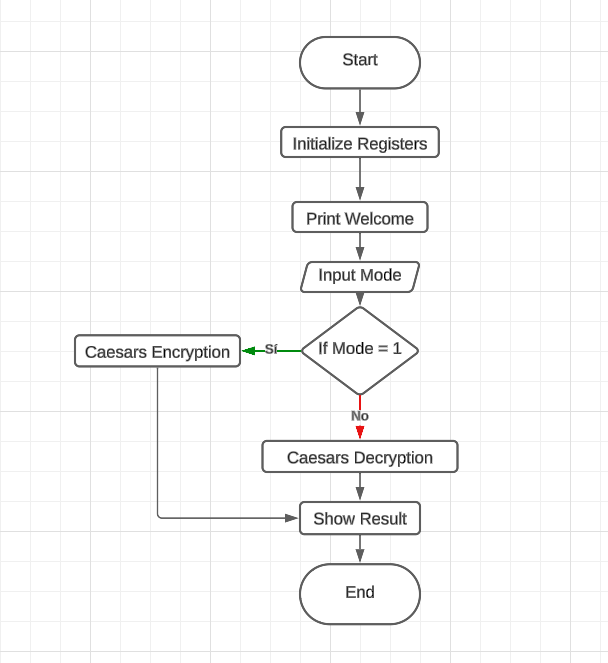 Start
Initialize Registers
Print Welcome
Input Mode
If Mode = 1
Sí
Caesars Encryption
No
Caesars Decryption
Show Result
End